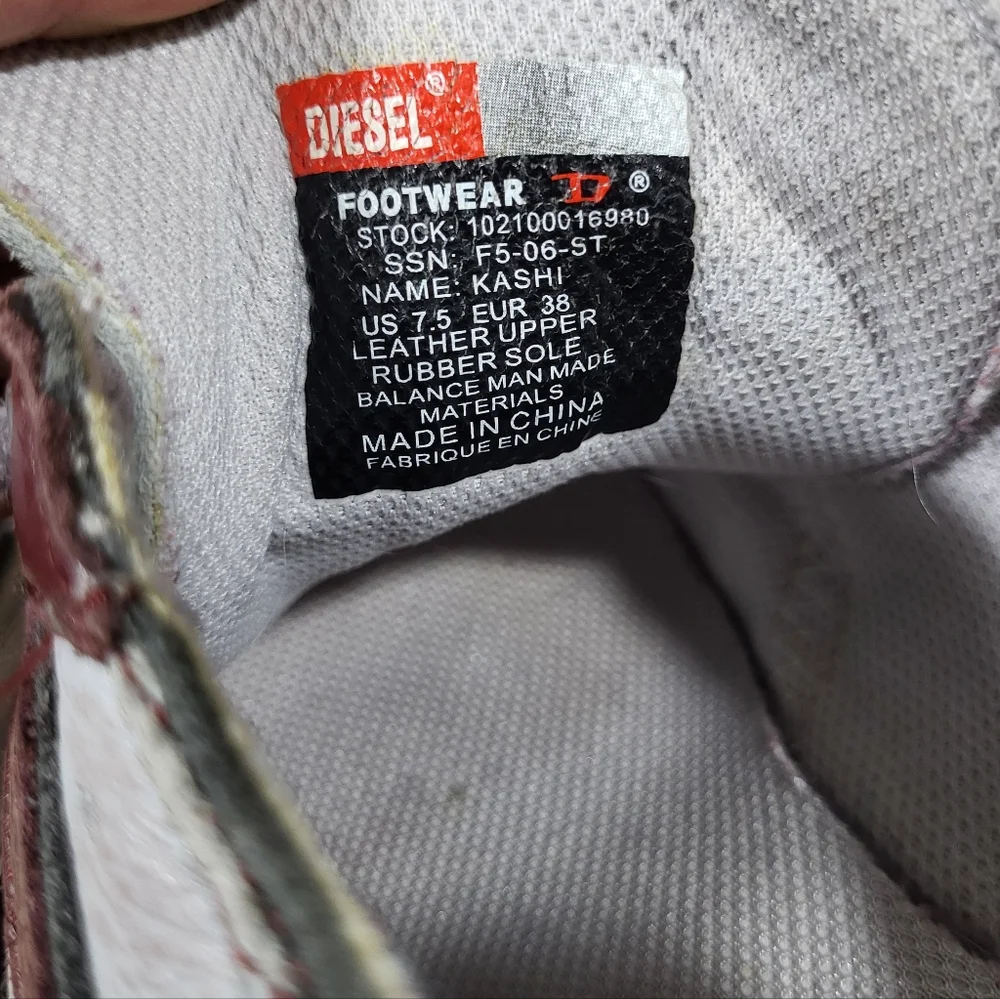 DIESEL®
FOOTWEAR D ®
STOCK: 102100016980
SSN: F5-06-ST
NAME: KASHI
US 7.5 EUR 38
LEATHER UPPER
RUBBER SOLE
BALANCE MAN MADE
MATERIALS
MADE IN CHINA
FABRIQUE EN CHINE